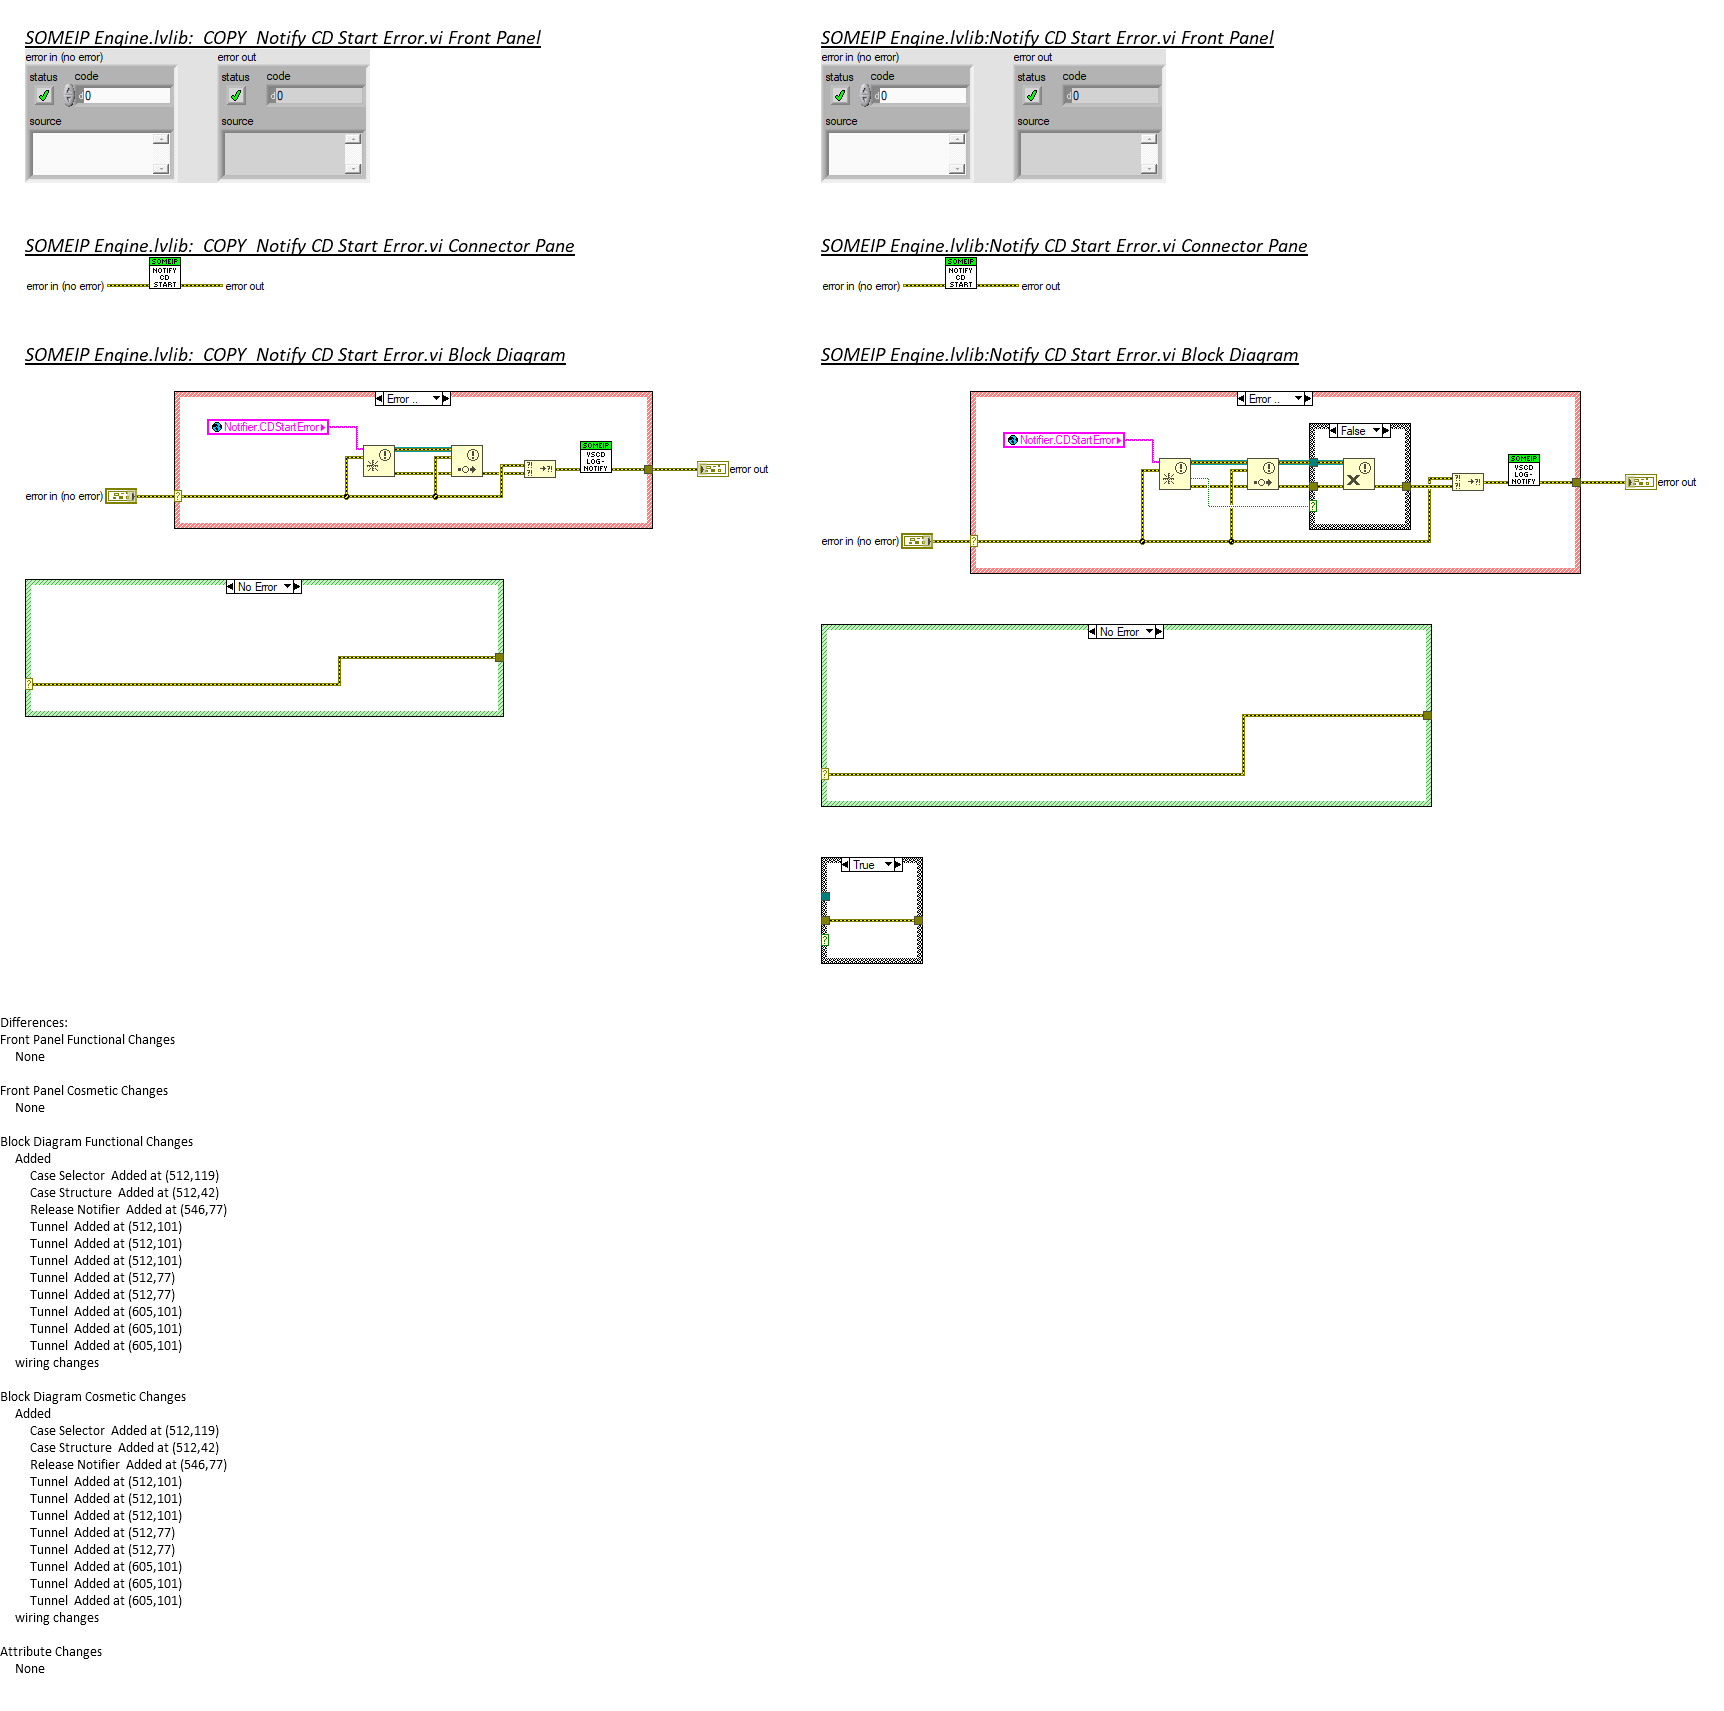 SOMEIP Engine.lvlib:  COPY  Notify CD Start Error.vi Front Panel
error in (no error)
error out
status
code
status
code
d0
d0
source
source
SOMEIP Engine.lvlib:Notify CD Start Error.vi Front Panel
error in (no error)
error out
status
code
status
code
d0
d0
source
source
SOMEIP Engine.lvlib:  COPY  Notify CD Start Error.vi Connector Pane
SOMEIP
NOTIFY
CD
START
error in (no error)
error out
SOMEIP Engine.lvlib:Notify CD Start Error.vi Connector Pane
SOMEIP
NOTIFY
CD
START
error in (no error)
error out
SOMEIP Engine.lvlib:  COPY  Notify CD Start Error.vi Block Diagram
Error ..
Notifier.CDStartError
SOMEIP
VSCD
LOG-
NOTIFY
?!
?!
→?!
error out
error in (no error)
?
No Error
?
SOMEIP Engine.lvlib:Notify CD Start Error.vi Block Diagram
Error ..
False
Notifier.CDStartError
SOMEIP
VSCD
LOG-
NOTIFY
?!
?!
→?!
error out
?
error in (no error)
?
No Error
?
True
?
Differences:
Front Panel Functional Changes
None
Front Panel Cosmetic Changes
None
Block Diagram Functional Changes
Added
Case Selector  Added at (512,119)
Case Structure  Added at (512,42)
Release Notifier  Added at (546,77)
Tunnel  Added at (512,101)
Tunnel  Added at (512,101)
Tunnel  Added at (512,101)
Tunnel  Added at (512,77)
Tunnel  Added at (512,77)
Tunnel  Added at (605,101)
Tunnel  Added at (605,101)
Tunnel  Added at (605,101)
wiring changes
Block Diagram Cosmetic Changes
Added
Case Selector  Added at (512,119)
Case Structure  Added at (512,42)
Release Notifier  Added at (546,77)
Tunnel  Added at (512,101)
Tunnel  Added at (512,101)
Tunnel  Added at (512,101)
Tunnel  Added at (512,77)
Tunnel  Added at (512,77)
Tunnel  Added at (605,101)
Tunnel  Added at (605,101)
Tunnel  Added at (605,101)
wiring changes
Attribute Changes
None